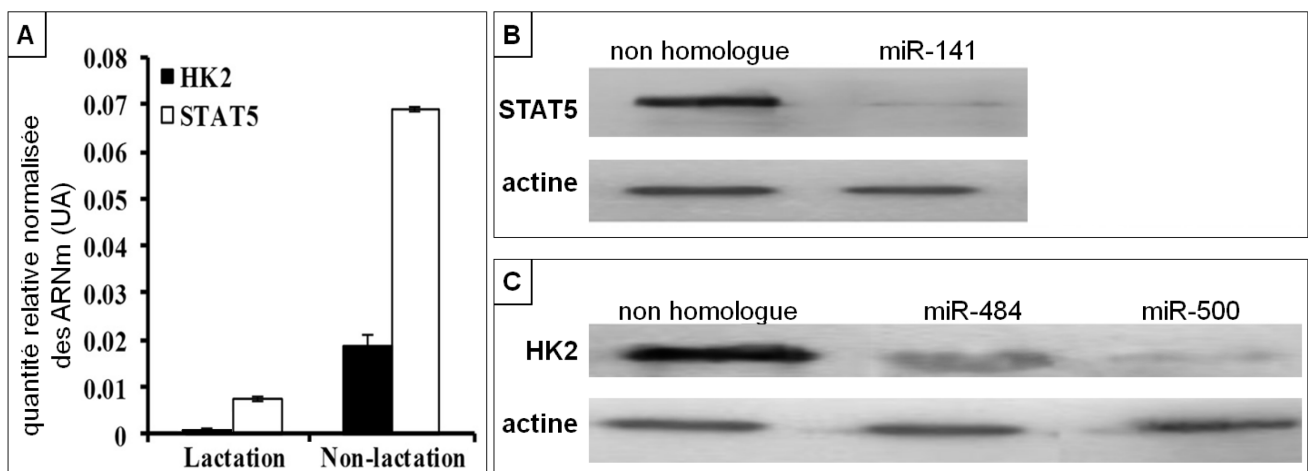 A
quantité relative normalisée
des ARNm (UA)
0.08
0.07
0.06
0.05
0.04
0.03
0.02
0.01
0
HK2
STAT5
Lactation
Non-lactation
B
non homologue miR-141
STAT5
actine
C
non homologue miR-484 miR-500
HK2
actine